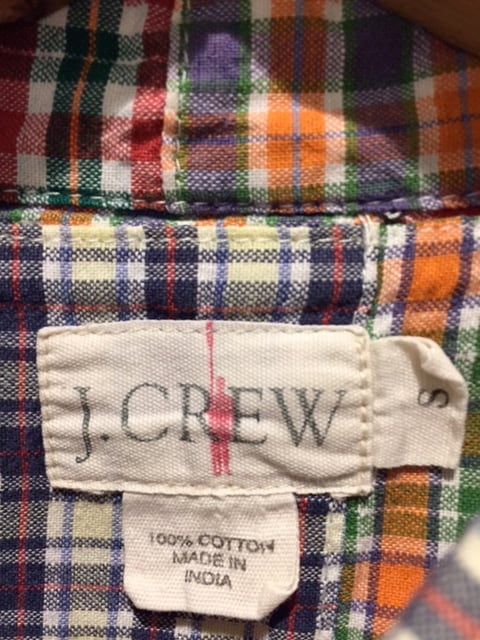 J.CREW
S
100% COTTON
MADE IN
INDIA